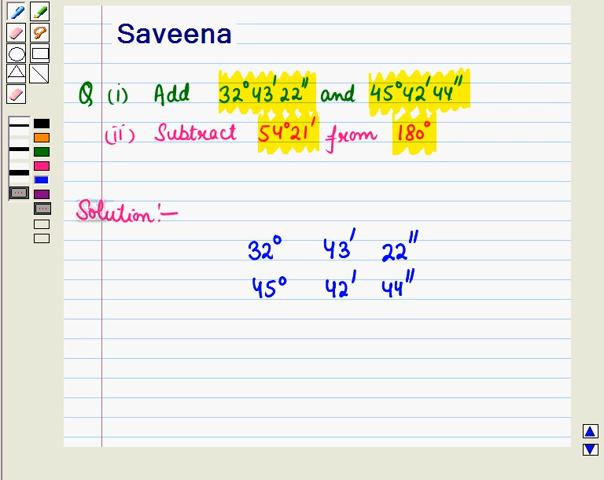 Saveena
Q (i) Add 32° 43' 22" and 45° 42' 44"
(ii) Subtract 54° 21' from 180°
Solution:-
32° 43' 22"
45° 42' 44"